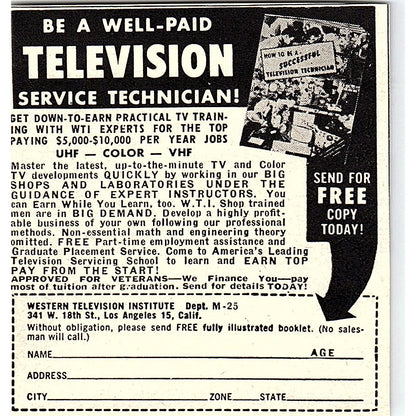 BE A WELL-PAID
TELEVISION
SERVICE TECHNICIAN!
HOW TO BE A
SUCCESSFUL
TELEVISION TECHNICIAN
GET DOWN-TO-EARN PRACTICAL TV TRAIN-
ING WITH WTI EXPERTS FOR THE TOP
PAYING $5,000-$10,000 PER YEAR JOBS
UHF — COLOR — VHF
Master the latest, up-to-the-minute TV and Color
TV developments QUICKLY by working in our BIG
SHOPS AND LABORATORIES UNDER THE
GUIDANCE OF EXPERT INSTRUCTORS. You
can Earn While You Learn, too. W.T.I. Shop trained
men are in BIG DEMAND. Develop a highly profit-
able business of your own following our professional
methods. Non-essential math and engineering theory
omitted. FREE Part-time employment assistance and
Graduate Placement Service. Come to America's Leading
Television Servicing School to learn and EARN TOP
PAY FROM THE START!
APPROVED FOR VETERANS—We Finance You—pay
most of tuition after graduation. Send for details TODAY!
SEND FOR
FREE
COPY
TODAY!
WESTERN TELEVISION INSTITUTE Dept. M-25
341 W. 18th St., Los Angeles 15, Calif.
Without obligation, please send FREE fully illustrated booklet. (No sales-
man will call.)
NAME AGE
ADDRESS
CITY ZONE STATE